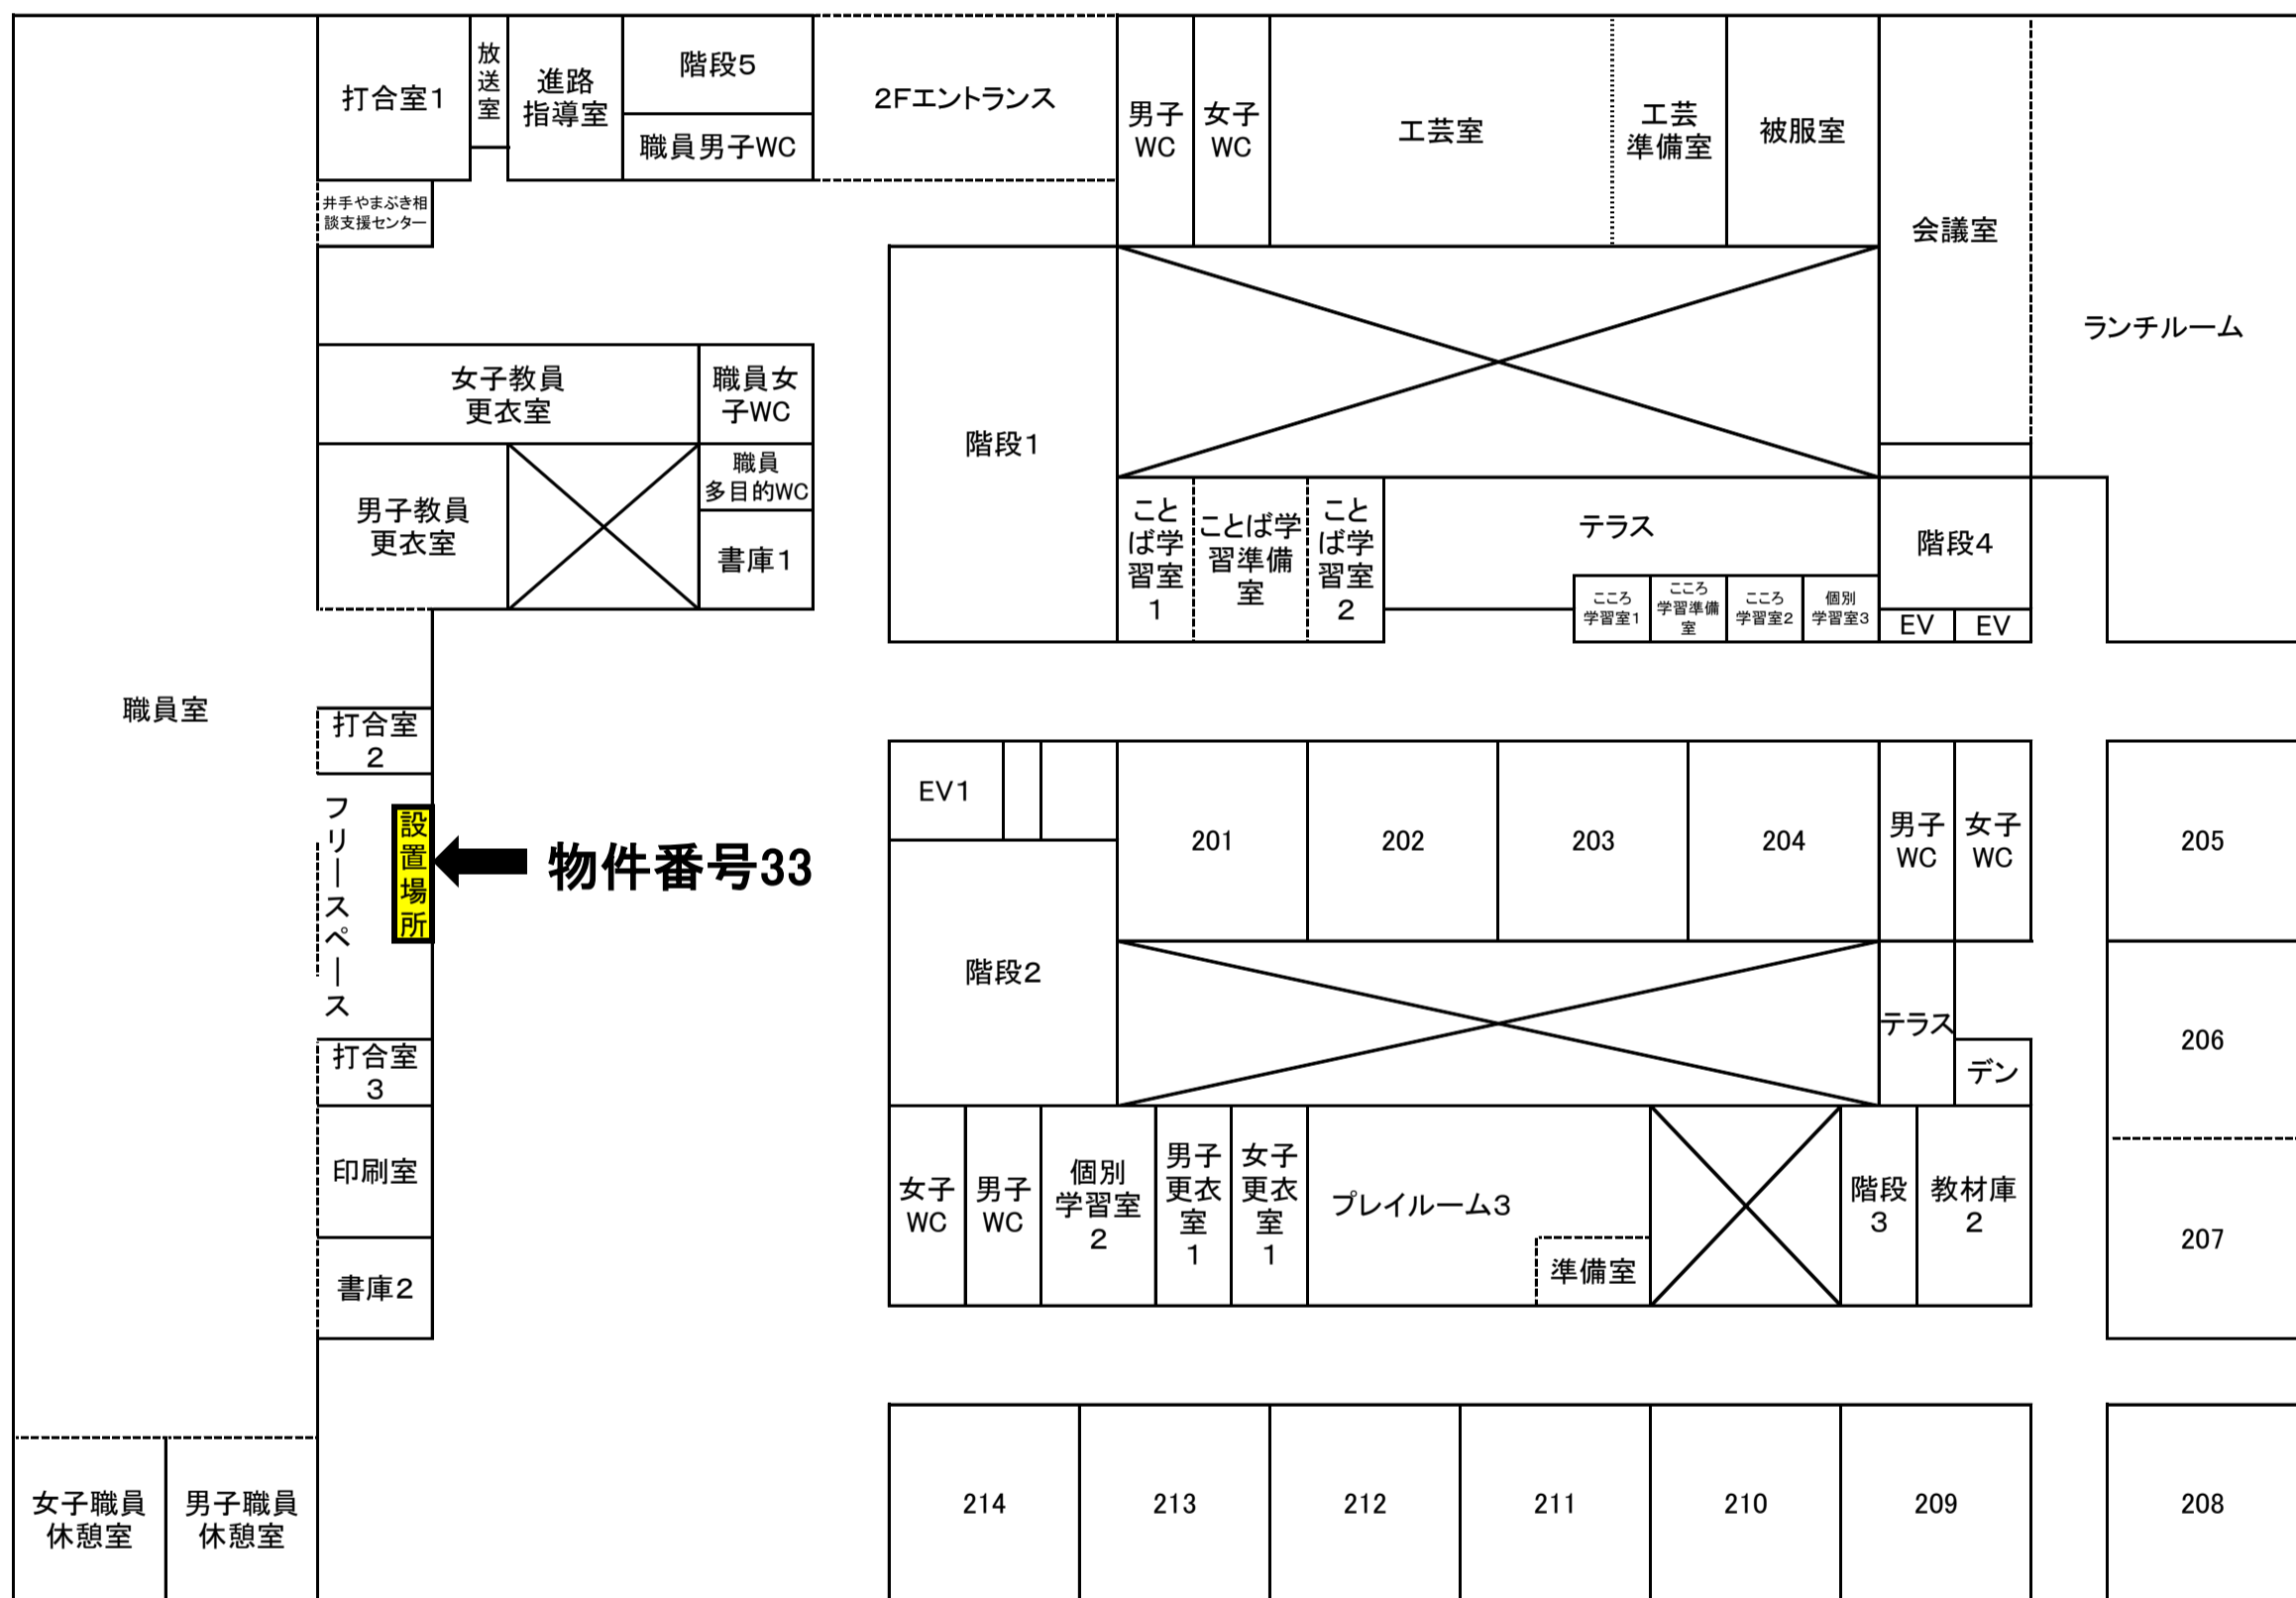 打合室1
放
送
室
進路
指導室
階段5
職員男子WC
2Fエントランス
男子
WC
女子
WC
工芸室
工芸
準備室
被服室
会議室
ランチルーム
井手やまぶき相
談支援センター
女子教員
更衣室
職員女
子WC
男子教員
更衣室
職員
多目的WC
書庫1
階段1
こと
ば学
習室
1
ことば学
習準備
室
こと
ば学
習室
2
テラス
こころ
学習室1
こころ
学習準備
室
こころ
学習室2
個別
学習室3
階段4
EV
EV
職員室
打合室
2
フリースペース
設置場所
物件番号33
EV1
201
202
203
204
男子
WC
女子
WC
205
階段2
テラス
デン
206
打合室
3
印刷室
書庫2
女子
WC
男子
WC
個別
学習室
2
男子
更衣
室
1
女子
更衣
室
1
プレイルーム3
準備室
階段
3
教材庫
2
207
女子職員
休憩室
男子職員
休憩室
214
213
212
211
210
209
208